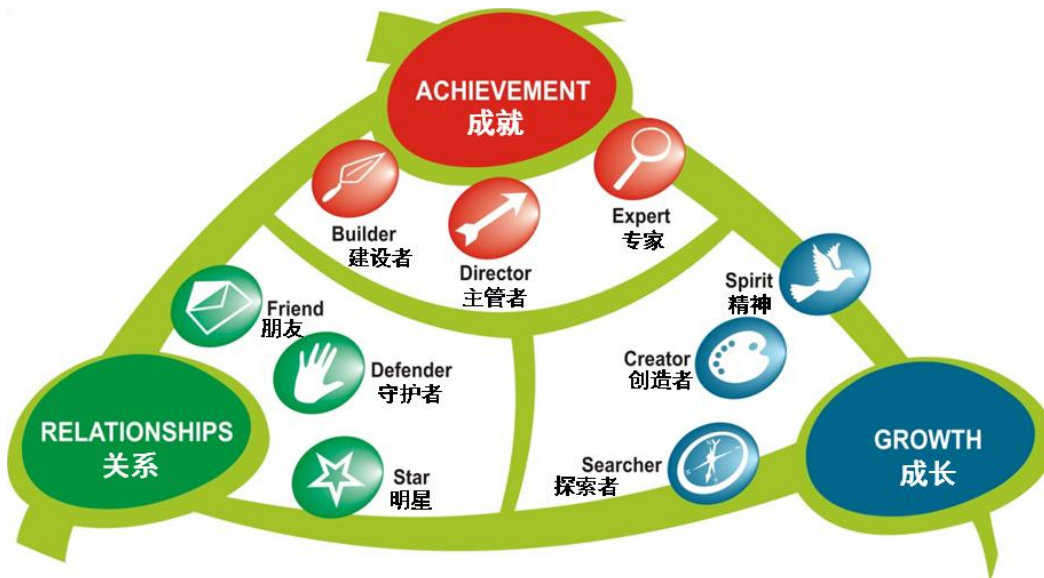 ACHIEVEMENT
成就
Builder
建设者
Director
主管者
Expert
专家
Spirit
精神
Friend
朋友
Defender
守护者
Creator
创造者
RELATIONSHIPS
关系
GROWTH
成长
Star
明星
Searcher
探索者